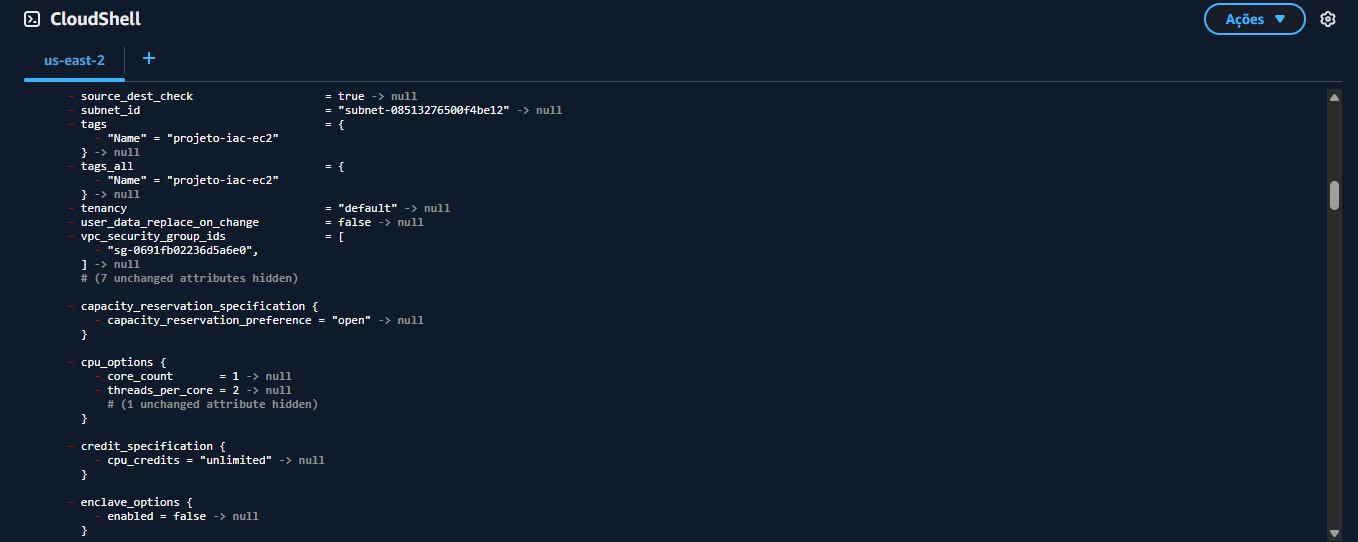 CloudShell
Ações ▼
us-east-2 +
- source_dest_check = true -> null
- subnet_id = "subnet-08513276500f4be12" -> null
- tags = {
- "Name" = "projeto-iac-ec2"
} -> null
- tags_all = {
- "Name" = "projeto-iac-ec2"
} -> null
- tenancy = "default" -> null
- user_data_replace_on_change = false -> null
- vpc_security_group_ids = [
- "sg-0691fb02236d5a6e0",
] -> null
# (7 unchanged attributes hidden)
- capacity_reservation_specification {
- capacity_reservation_preference = "open" -> null
}
- cpu_options {
- core_count = 1 -> null
- threads_per_core = 2 -> null
# (1 unchanged attribute hidden)
}
- credit_specification {
- cpu_credits = "unlimited" -> null
}
- enclave_options {
- enabled = false -> null
}